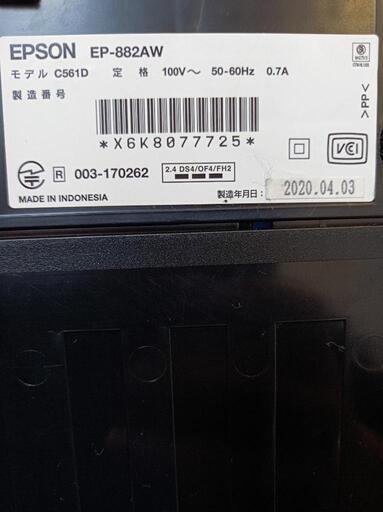 EPSON EP-882AW
モデル C561D 定格 100V～ 50-60Hz 0.7A
製造番号
*X6K8077725*
R 003-170262
2.4 DS4/OF4/FH2
VCI
製造年月日: 2020.04.03
MADE IN INDONESIA
>PP<